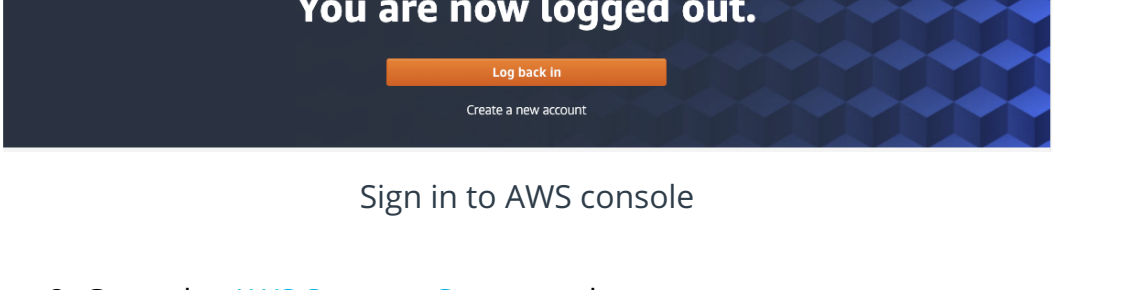 You are now logged out.
Log back in
Create a new account
Sign in to AWS console